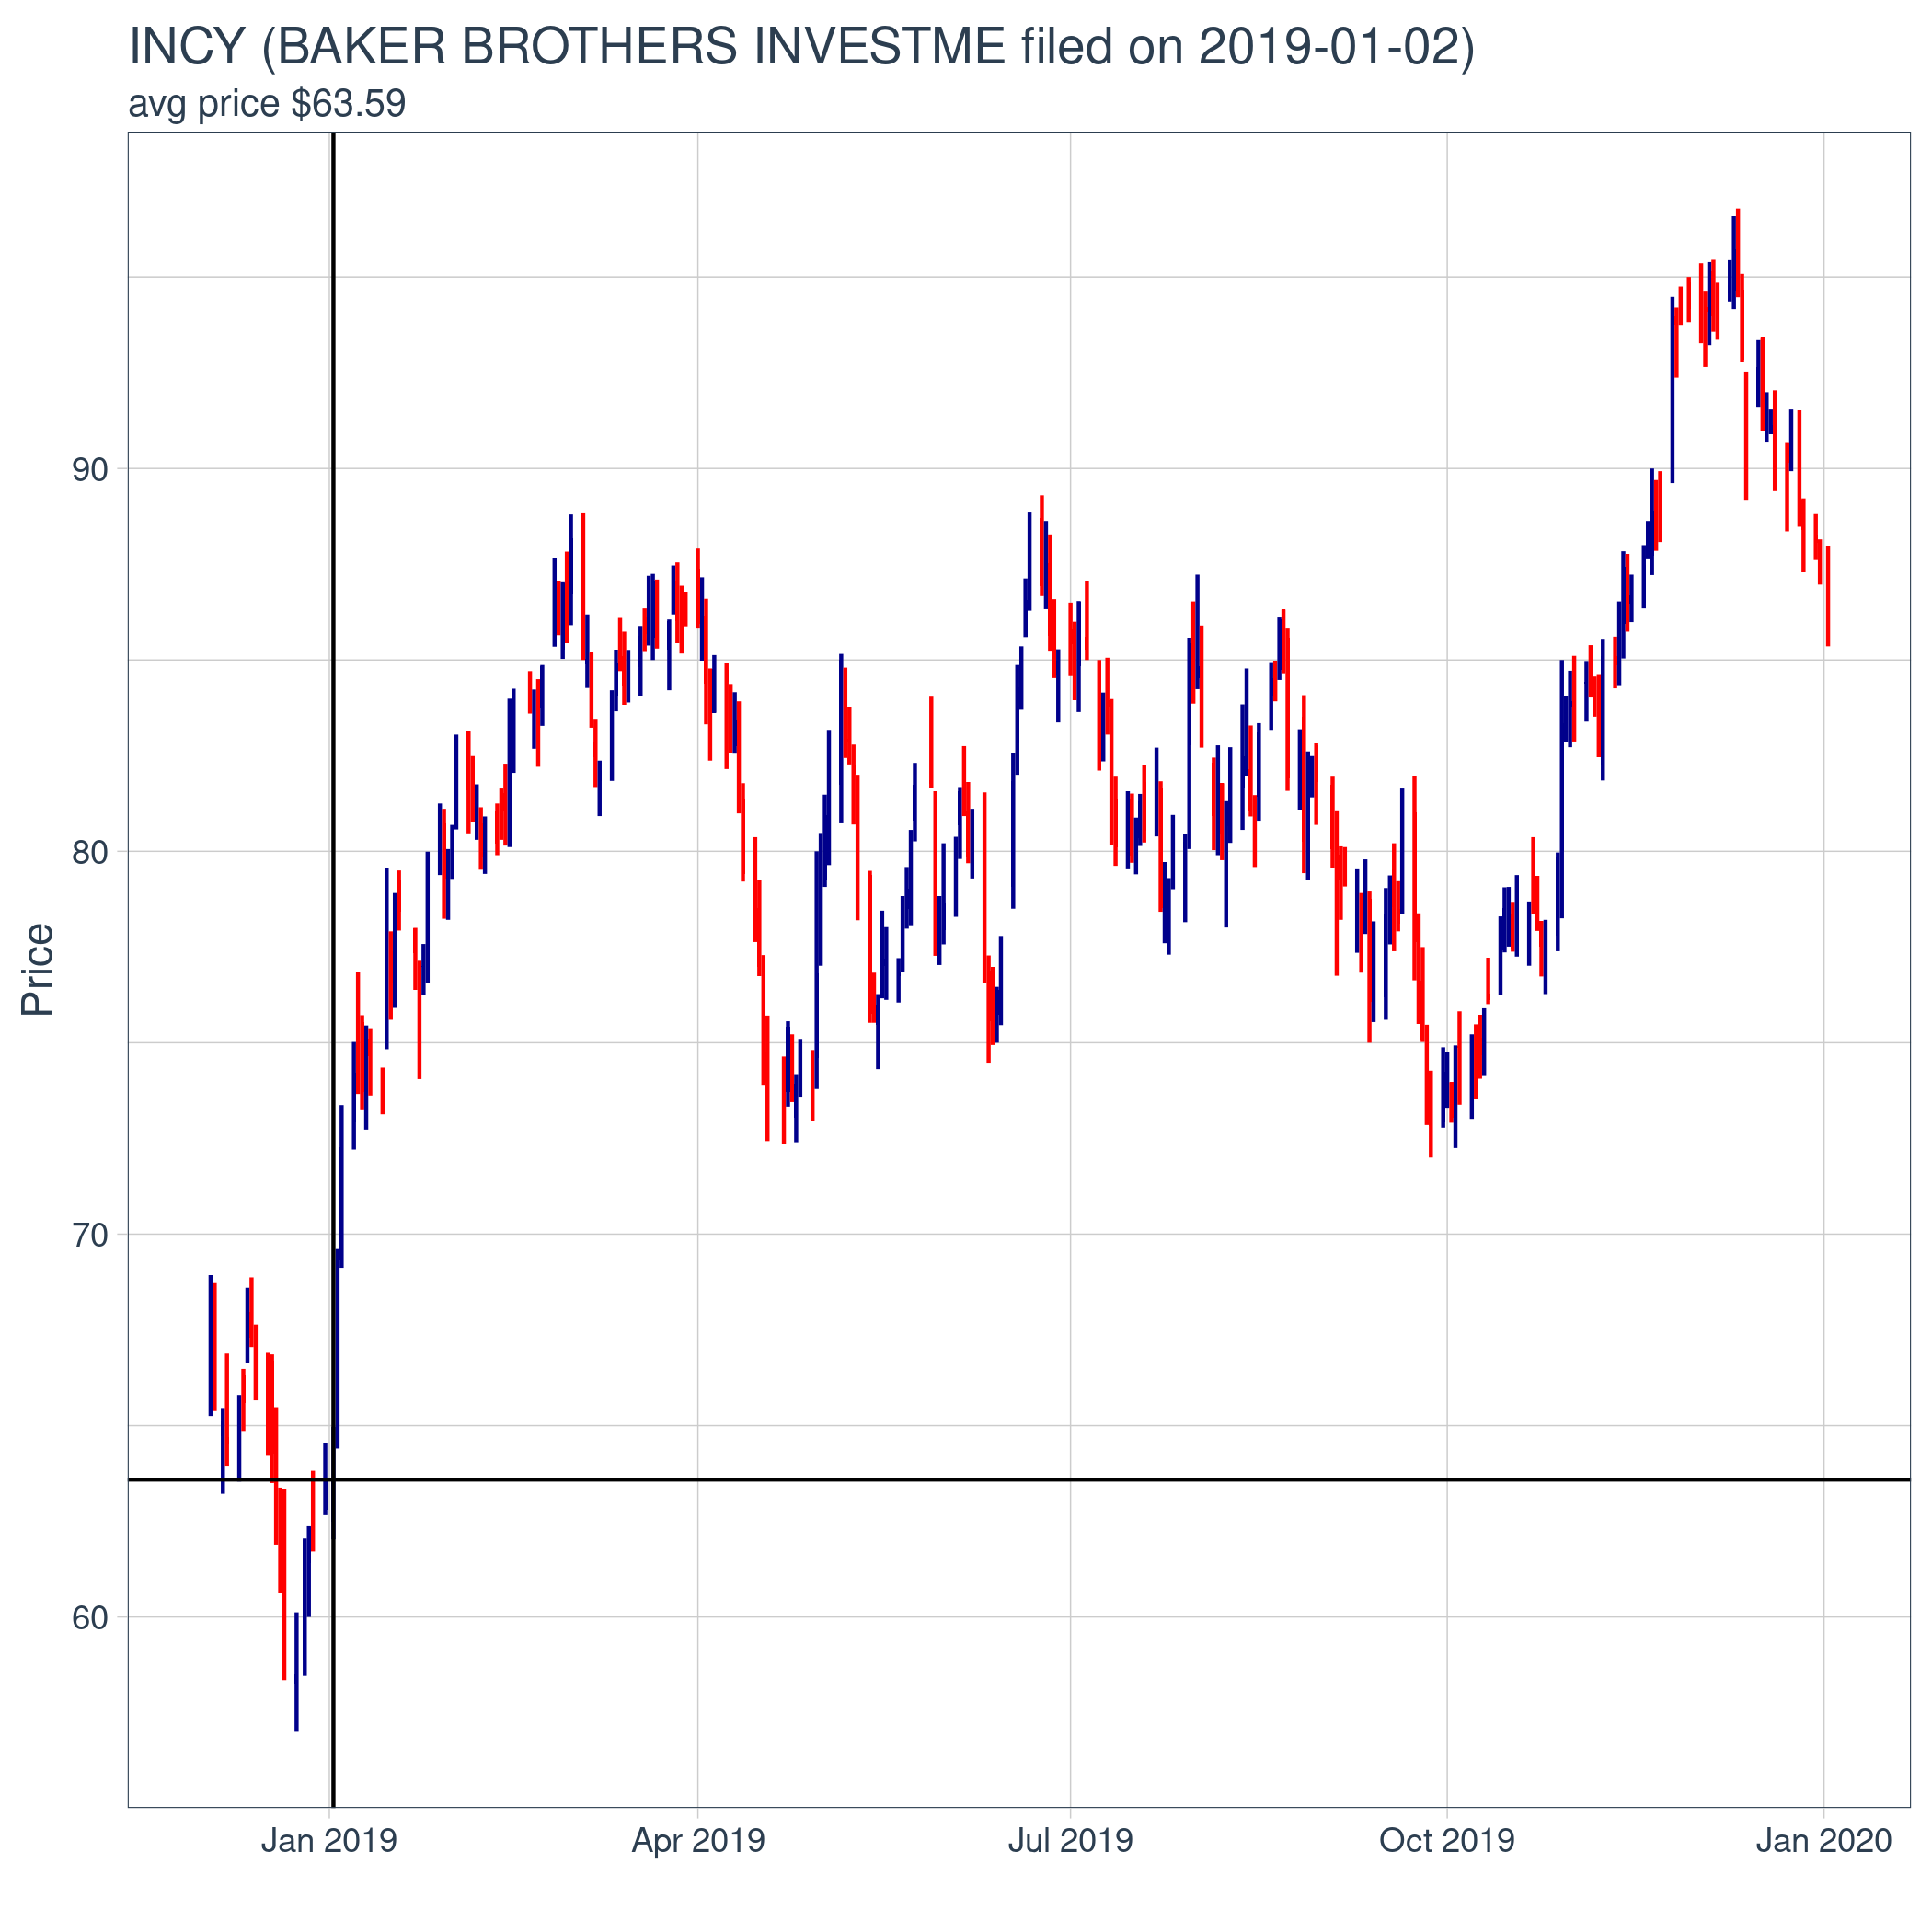 INCY (BAKER BROTHERS INVESTME filed on 2019-01-02)
avg price $63.59
Price
90
80
70
60
Jan 2019 Apr 2019 Jul 2019 Oct 2019 Jan 2020